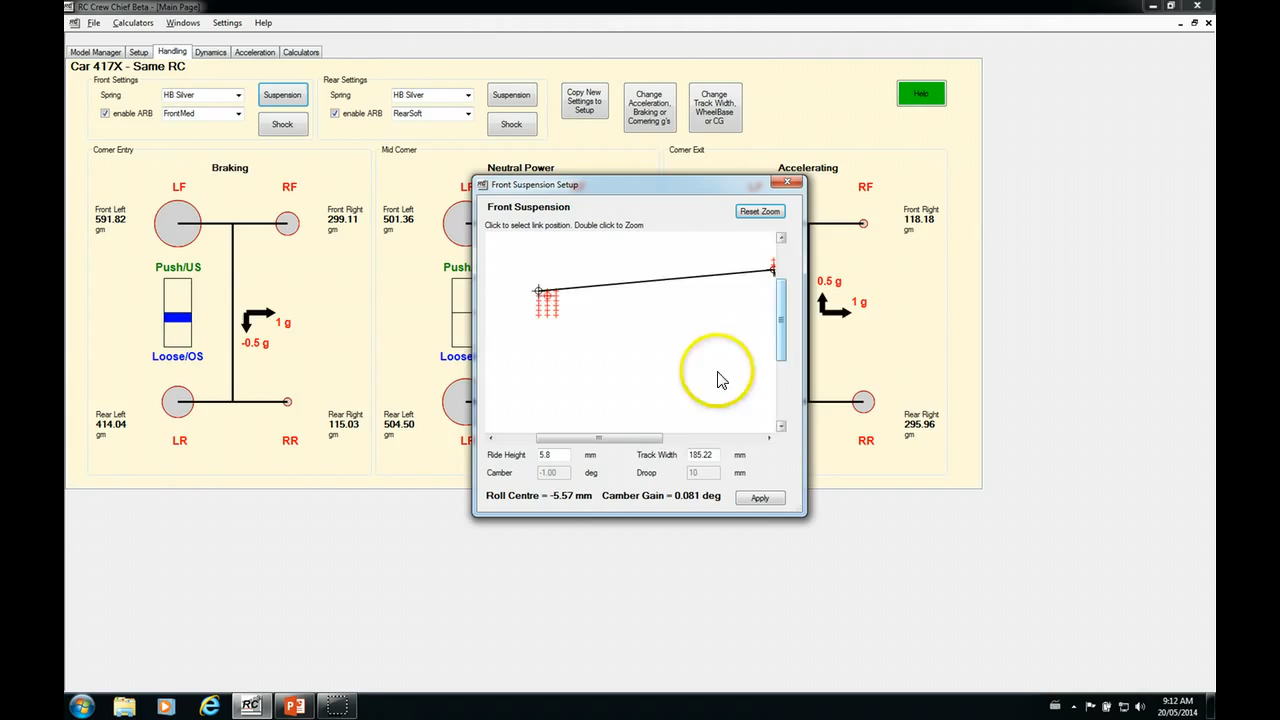 RC Crew Chief Beta - [Main Page]
File Calculators Windows Settings Help
Model Manager Setup Handling Dynamics Acceleration Calculators
Car 417X - Same RC
Front Settings
Spring HB Silver Suspension
enable ARB FrontMed Shock
Rear Settings
Spring HB Silver Suspension
enable ARB RearSoft Shock
Copy New
Settings to
Setup
Change
Acceleration,
Braking or
Cornering g's
Change
Track Width,
WheelBase
or CG
Help
Corner Entry
Braking
LF RF
Front Left
591.82
gm
Front Right
299.11
gm
Push/US
1 g
-0.5 g
Loose/OS
Rear Left
414.04
gm
Rear Right
115.03
gm
LR RR
Mid Corner
Neutral Power
Front Left
501.36
gm
Rear Left
504.50
gm
Corner Exit
Accelerating
RF
Front Right
118.18
gm
0.5 g
1 g
Rear Right
295.96
gm
RR
Front Suspension Setup
Front Suspension
Reset Zoom
Click to select link position. Double click to Zoom
Ride Height 5.8 mm Track Width 185.22 mm
Camber -1.00 deg Droop 10 mm
Roll Centre = -5.57 mm Camber Gain = 0.081 deg Apply
RC
9:12 AM
20/05/2014